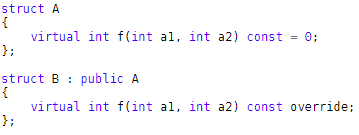 struct A
{
    virtual int f(int a1, int a2) const = 0;
};
struct B : public A
{
    virtual int f(int a1, int a2) const override;
};